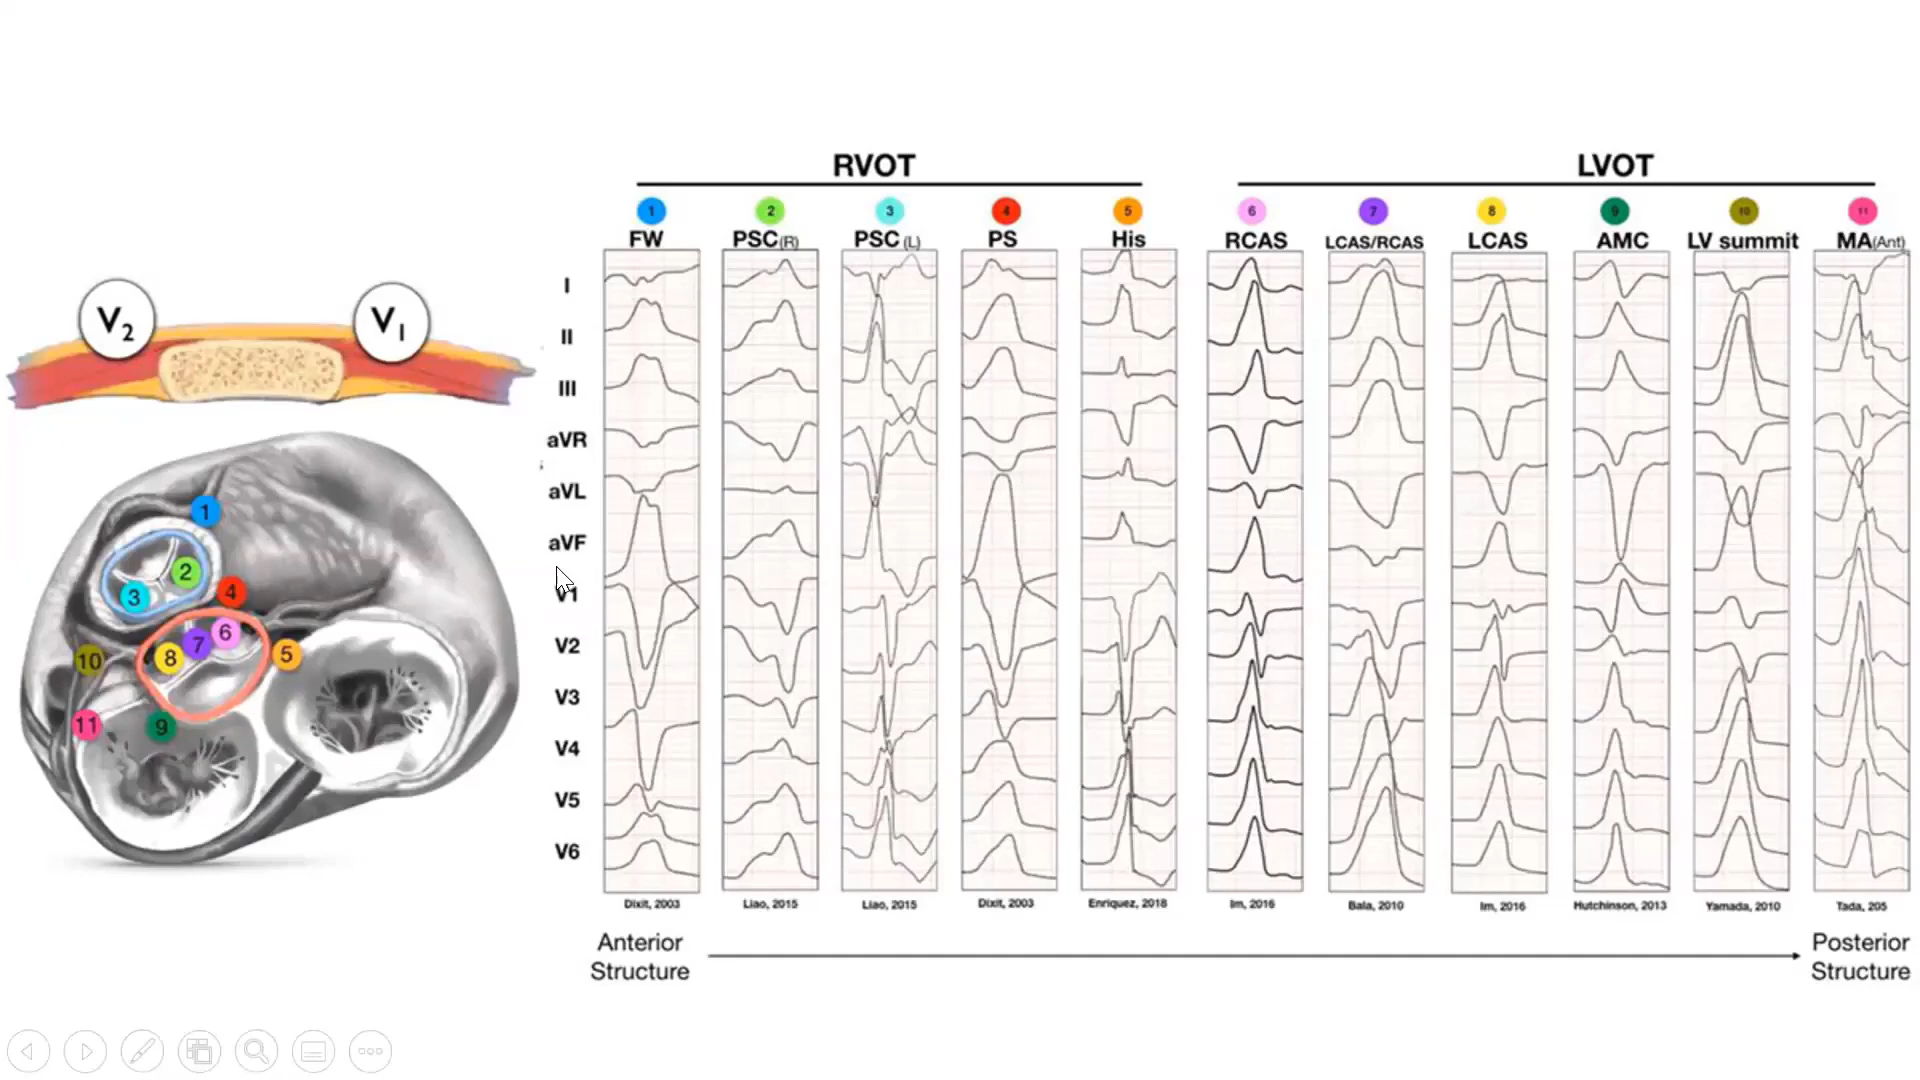 RVOT LVOT
1 2 3 4 5 6 7 8 9 10 11
FW PSC(R) PSC(L) PS His RCAS LCAS/RCAS LCAS AMC LV summit MA(Ant)
I
II
III
aVR
aVL
aVF
V1
V2
V3
V4
V5
V6
Dixit, 2003 Liao, 2015 Liao, 2015 Dixit, 2003 Enriquez, 2018 Im, 2016 Bala, 2010 Im, 2016 Hutchinson, 2013 Yamada, 2010 Tada, 205
Anterior
Structure
Posterior
Structure
V2 V1
1
2
3
4
5
6
7
8
9
10
11